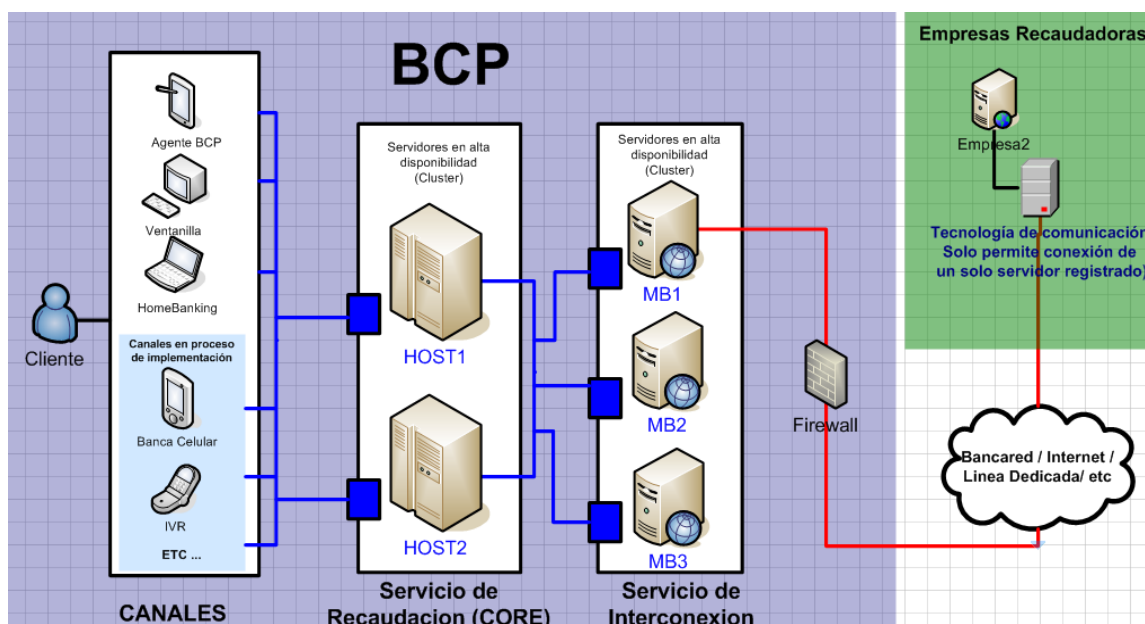 BCP
Cliente
Agente BCP
Ventanilla
HomeBanking
Canales en proceso
de implementación
Banca Celular
IVR
ETC ...
CANALES
Servidores en alta
disponibilidad
(Cluster)
HOST1
HOST2
Servicio de
Recaudacion (CORE)
Servidores en alta
disponibilidad
(Cluster)
MB1
MB2
MB3
Servicio de
Interconexion
Firewall
Empresas Recaudadoras
Empresa2
Tecnología de comunicación
Solo permite conexión de
un solo servidor registrado)
Bancared / Internet /
Linea Dedicada/ etc